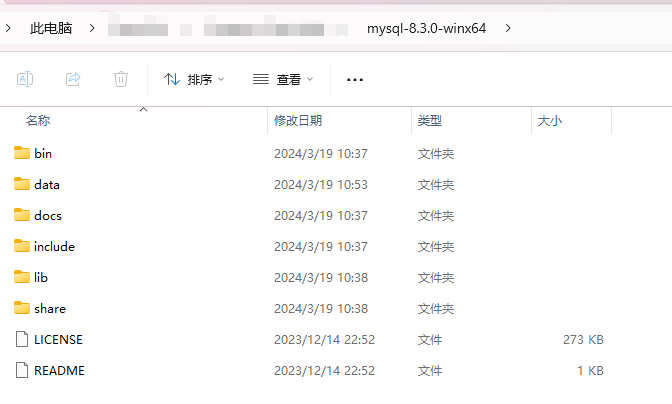 此电脑 mysql-8.3.0-winx64
排序 查看
名称 修改日期 类型 大小
bin 2024/3/19 10:37 文件夹
data 2024/3/19 10:53 文件夹
docs 2024/3/19 10:37 文件夹
include 2024/3/19 10:37 文件夹
lib 2024/3/19 10:38 文件夹
share 2024/3/19 10:38 文件夹
LICENSE 2023/12/14 22:52 文件 273 KB
README 2023/12/14 22:52 文件 1 KB